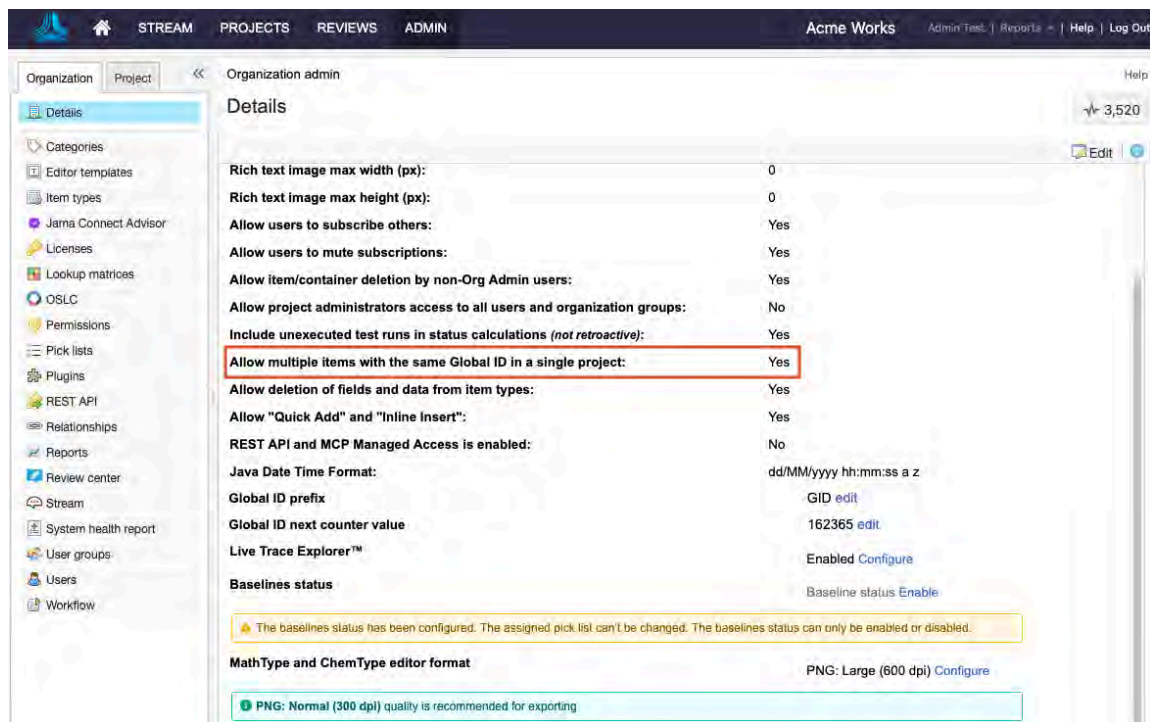 STREAM PROJECTS REVIEWS ADMIN Acme Works Admin Test | Reports | Help | Log Out
Organization Project «
Organization admin Help
Details
Details
3,520
Categories
Edit
Editor templates
Item types
Jama Connect Advisor
Licenses
Lookup matrices
OSLC
Permissions
Pick lists
Plugins
REST API
Relationships
Reports
Review center
Stream
System health report
User groups
Users
Workflow
Rich text image max width (px): 0
Rich text image max height (px): 0
Allow users to subscribe others: Yes
Allow users to mute subscriptions: Yes
Allow item/container deletion by non-Org Admin users: Yes
Allow project administrators access to all users and organization groups: No
Include unexecuted test runs in status calculations (not retroactive): Yes
Allow multiple items with the same Global ID in a single project: Yes
Allow deletion of fields and data from item types: Yes
Allow "Quick Add" and "Inline Insert": Yes
REST API and MCP Managed Access is enabled: No
Java Date Time Format: dd/MM/yyyy hh:mm:ss a z
Global ID prefix GID edit
Global ID next counter value 162365 edit
Live Trace Explorer™ Enabled Configure
Baselines status Baseline status Enable
The baselines status has been configured. The assigned pick list can't be changed. The baselines status can only be enabled or disabled.
MathType and ChemType editor format PNG: Large (600 dpi) Configure
PNG: Normal (300 dpi) quality is recommended for exporting